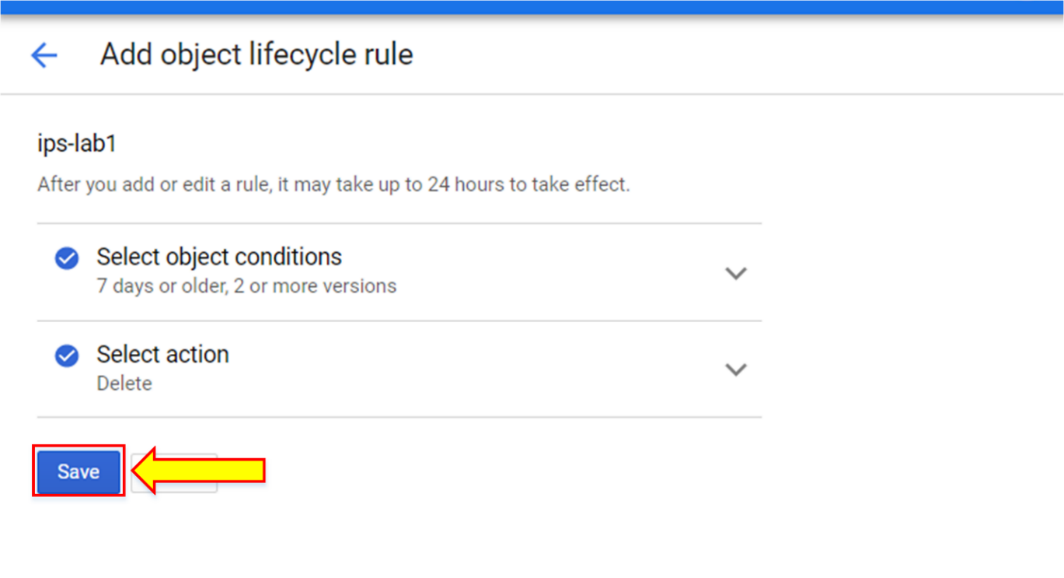 Add object lifecycle rule
ips-lab1
After you add or edit a rule, it may take up to 24 hours to take effect.
Select object conditions
7 days or older, 2 or more versions
Select action
Delete
Save